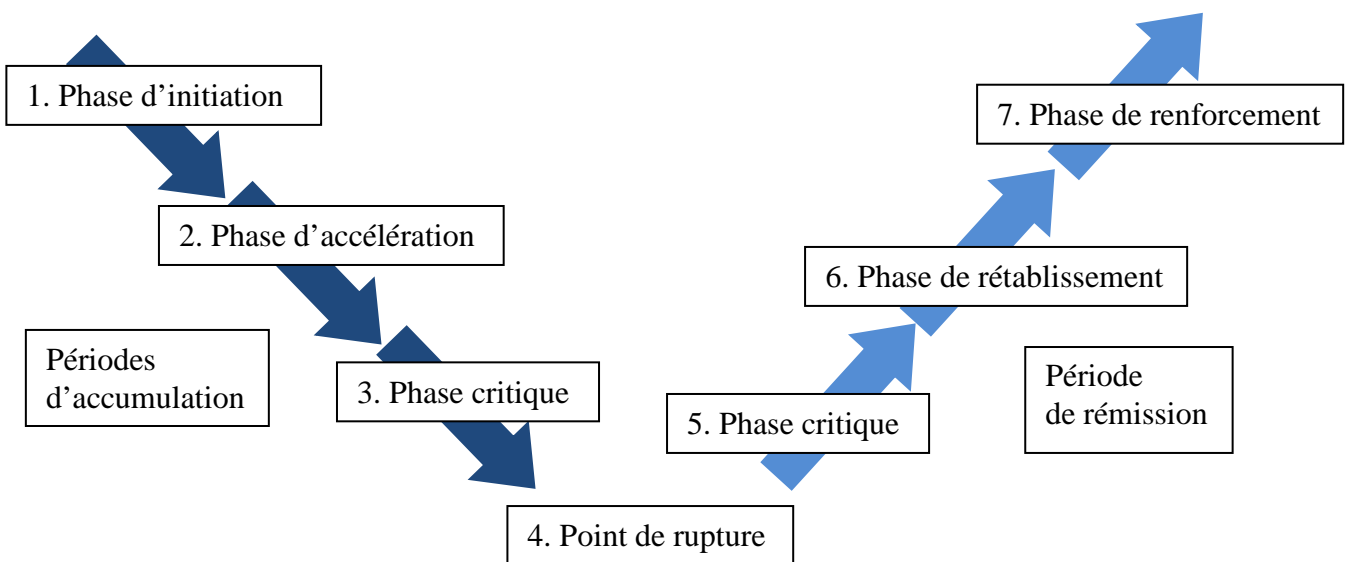 1. Phase d’initiation
2. Phase d’accélération
Périodes
d’accumulation
3. Phase critique
4. Point de rupture
5. Phase critique
6. Phase de rétablissement
7. Phase de renforcement
Période
de rémission